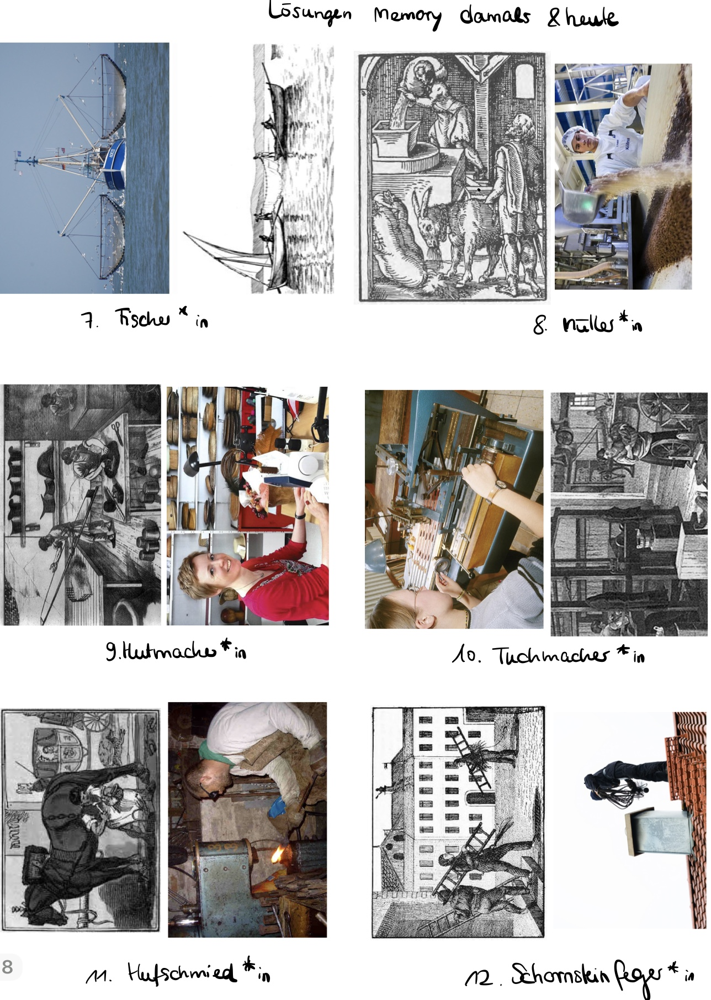 Lösungen Memory damals & heute
7. Fischer*in
8. Müller*in
9. Hutmacher*in
10. Tuchmacher*in
11. Hufschmied*in
12. Schornsteinfeger*in
8